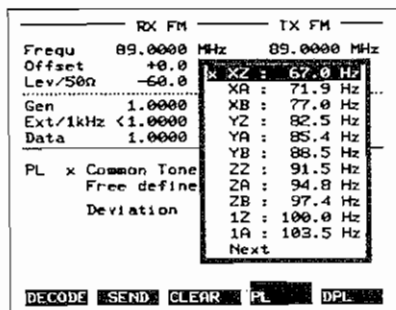 RX FM TX FM
Frequ 89.0000 MHz 89.0000 MHz
Offset +0.0
Lev/50Ω -60.0
Gen 1.0000
Ext/1kHz <1.0000
Data 1.0000
PL x Common Tone
Free define
Deviation
x XZ : 67.0 Hz
XA : 71.9 Hz
XB : 77.0 Hz
YZ : 82.5 Hz
YA : 85.4 Hz
YB : 88.5 Hz
ZZ : 91.5 Hz
ZA : 94.8 Hz
ZB : 97.4 Hz
1Z : 100.0 Hz
1A : 103.5 Hz
Next
DECODE SEND CLEAR PL DPL